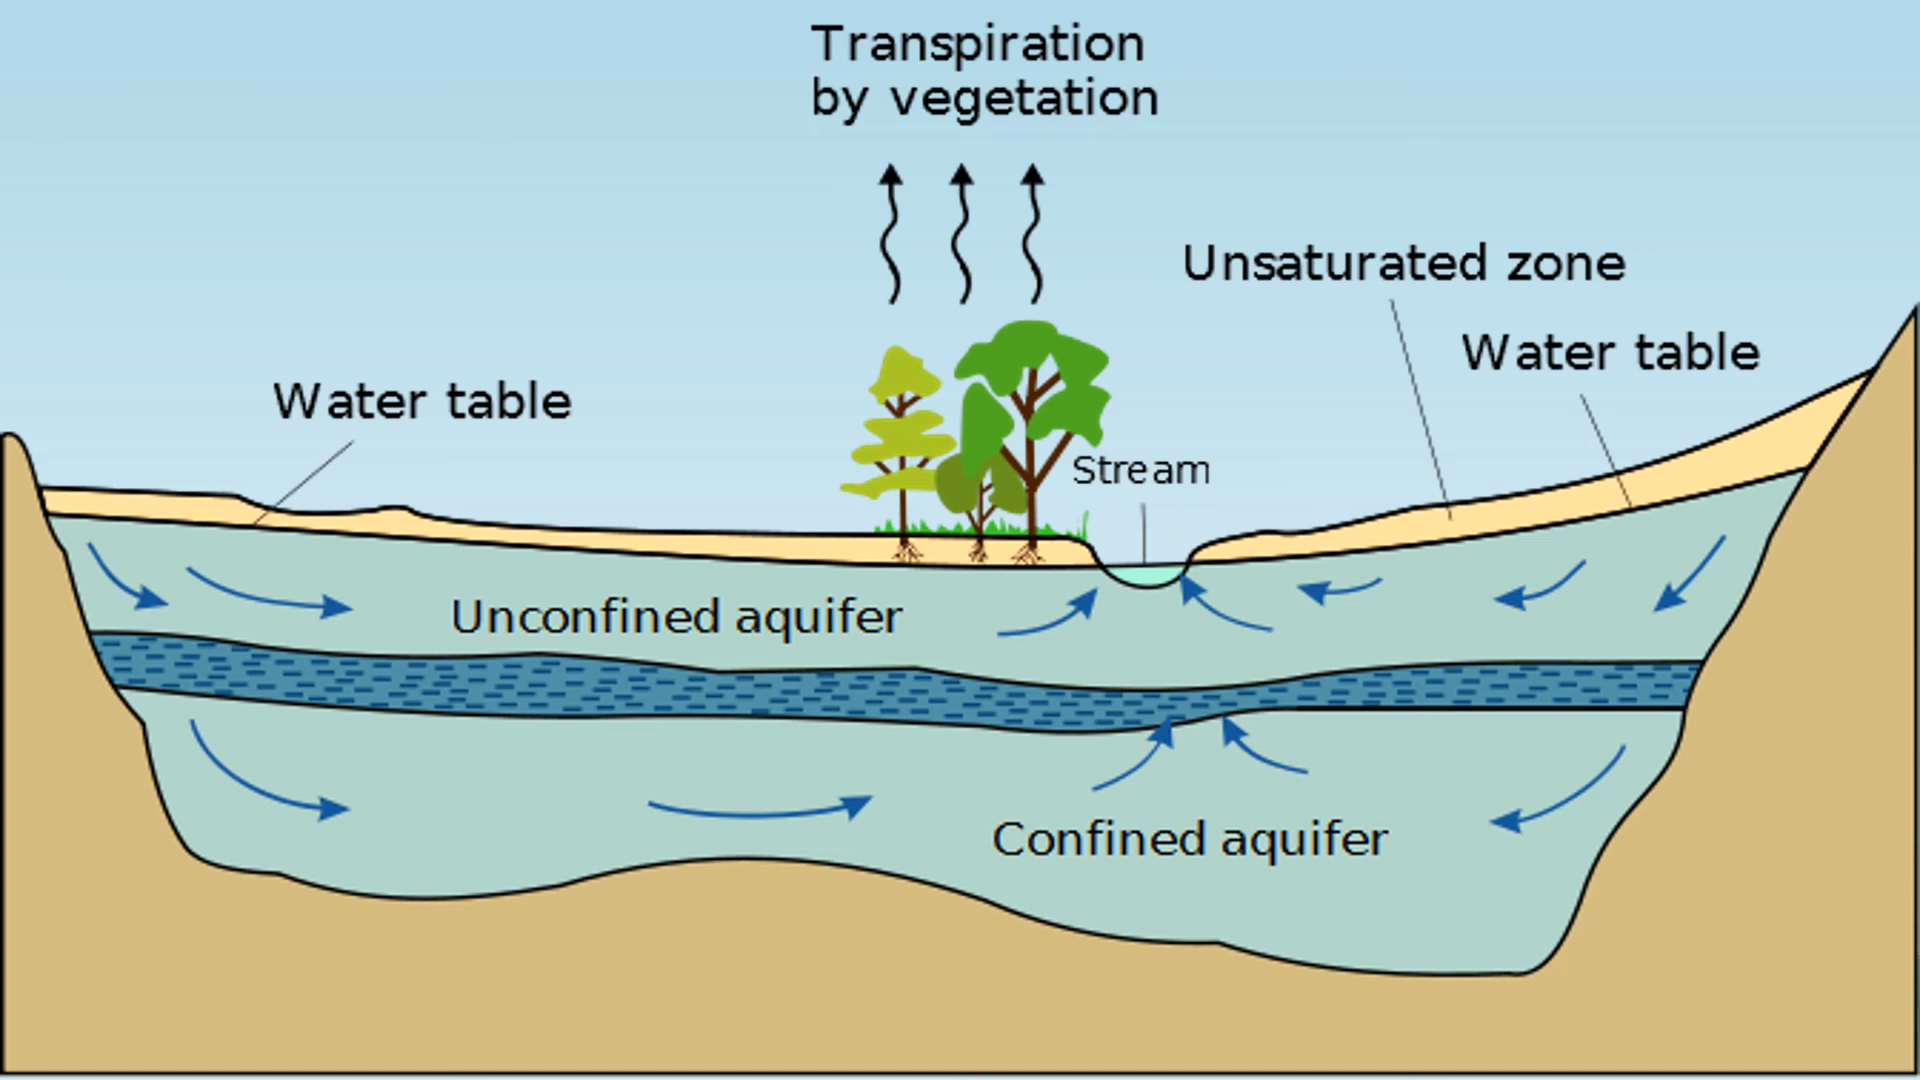 Transpiration
by vegetation
Unsaturated zone
Water table
Water table
Stream
Unconfined aquifer
Confined aquifer